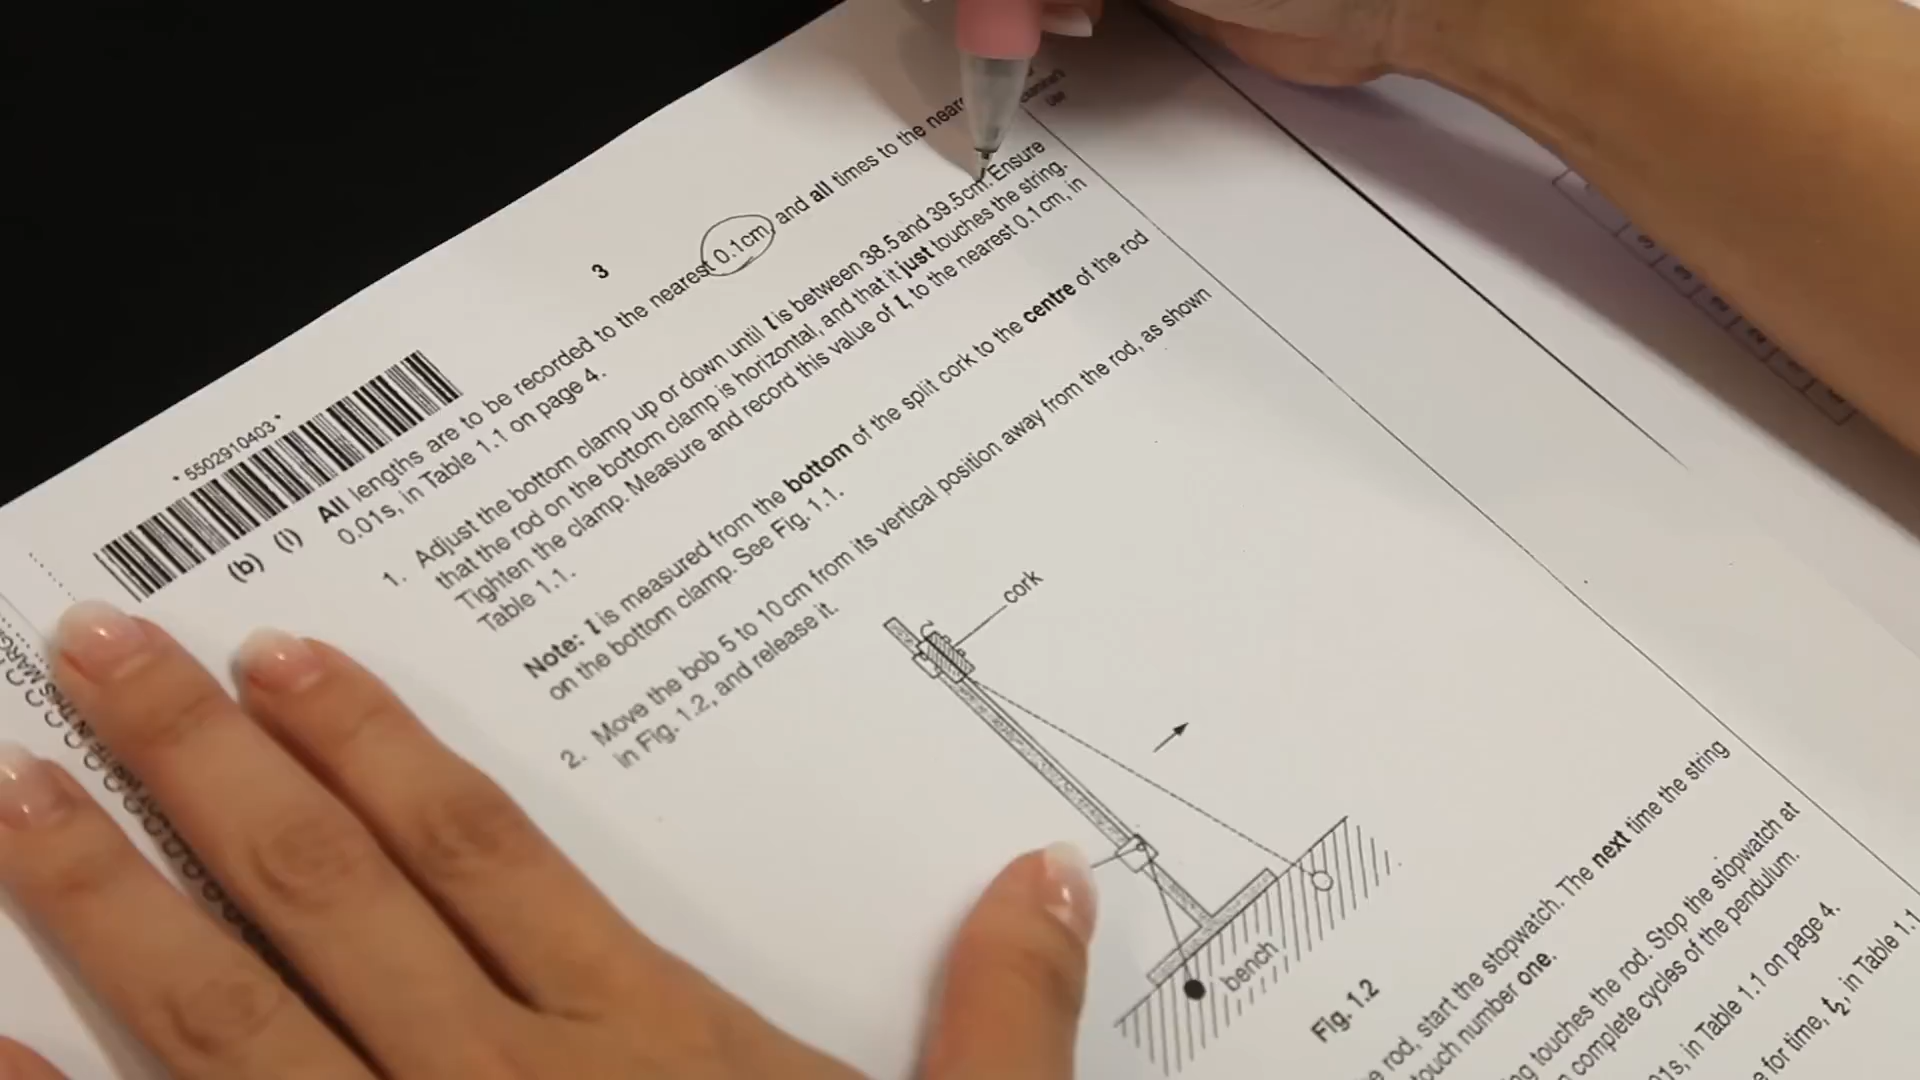 3
*5502910403*
(b) (i) All lengths are to be recorded to the nearest 0.1cm, and all times to the
0.01s, in Table 1.1 on page 4.
Examiner's
Use
1. Adjust the bottom clamp up or down until l is between 38.5 and 39.5cm. Ensure
that the rod on the bottom clamp is horizontal, and that it just touches the string.
Tighten the clamp. Measure and record this value of l, to the nearest 0.1cm, in
Table 1.1.
Note: l is measured from the bottom of the split cork to the centre of the rod
on the bottom clamp. See Fig. 1.1.
2. Move the bob 5 to 10cm from its vertical position away from the rod, as shown
in Fig. 1.2, and release it.
cork
bench
Fig. 1.2
rod, start the stopwatch. The next time the string
touch number one.
touches the rod. Stop the stopwatch at
complete cycles of the pendulum.
in Table 1.1 on page 4.
for time, t2, in Table 1.1
WRITE IN THIS